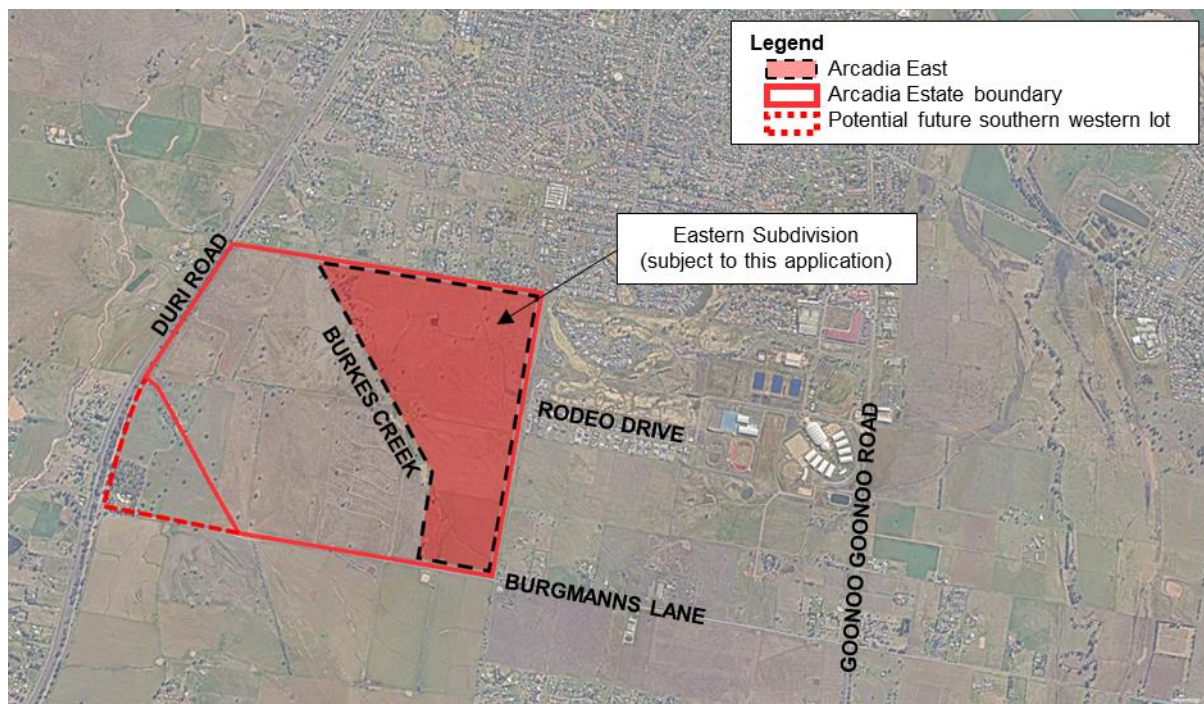 Legend
Arcadia East
Arcadia Estate boundary
Potential future southern western lot
Eastern Subdivision
(subject to this application)
DURI ROAD
BURKES CREEK
RODEO DRIVE
GOONOO GOONOO ROAD
BURGMANNS LANE